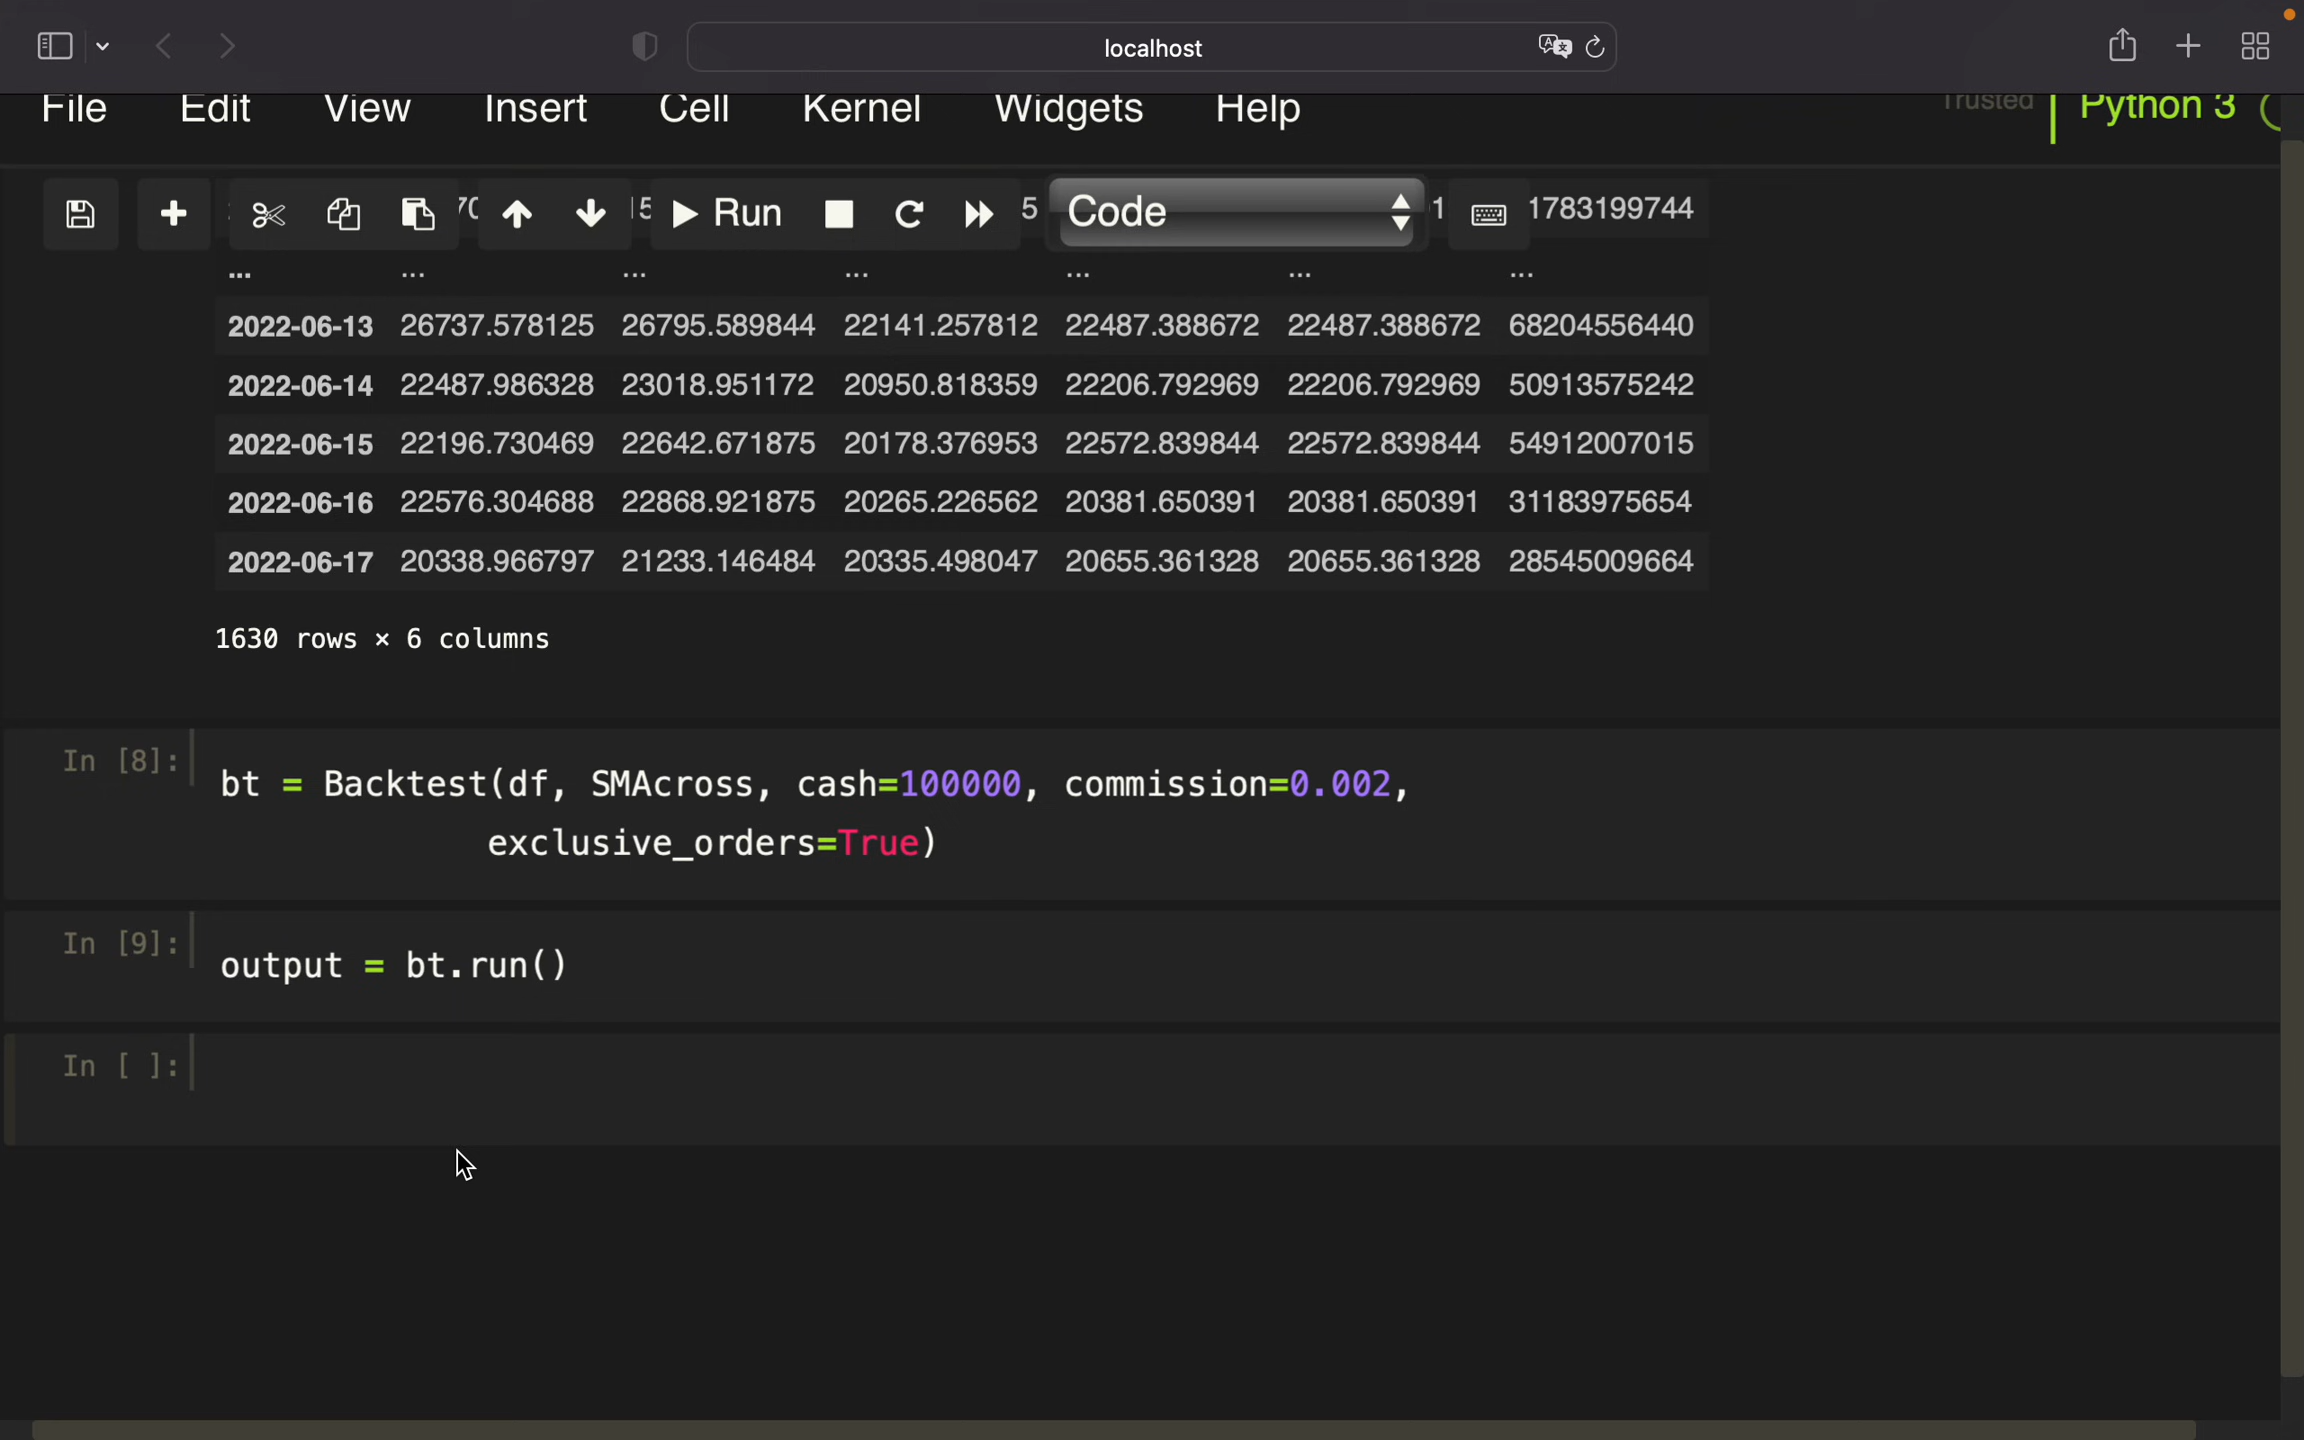 localhost
File Edit View Insert Cell Kernel Widgets Help Trusted Python 3
Run Code 5 1783199744
... ... ... ... ... ... ...
2022-06-13 26737.578125 26795.589844 22141.257812 22487.388672 22487.388672 68204556440
2022-06-14 22487.986328 23018.951172 20950.818359 22206.792969 22206.792969 50913575242
2022-06-15 22196.730469 22642.671875 20178.376953 22572.839844 22572.839844 54912007015
2022-06-16 22576.304688 22868.921875 20265.226562 20381.650391 20381.650391 31183975654
2022-06-17 20338.966797 21233.146484 20335.498047 20655.361328 20655.361328 28545009664
1630 rows × 6 columns
In [8]: bt = Backtest(df, SMAcross, cash=100000, commission=0.002,
exclusive_orders=True)
In [9]: output = bt.run()
In [ ]: